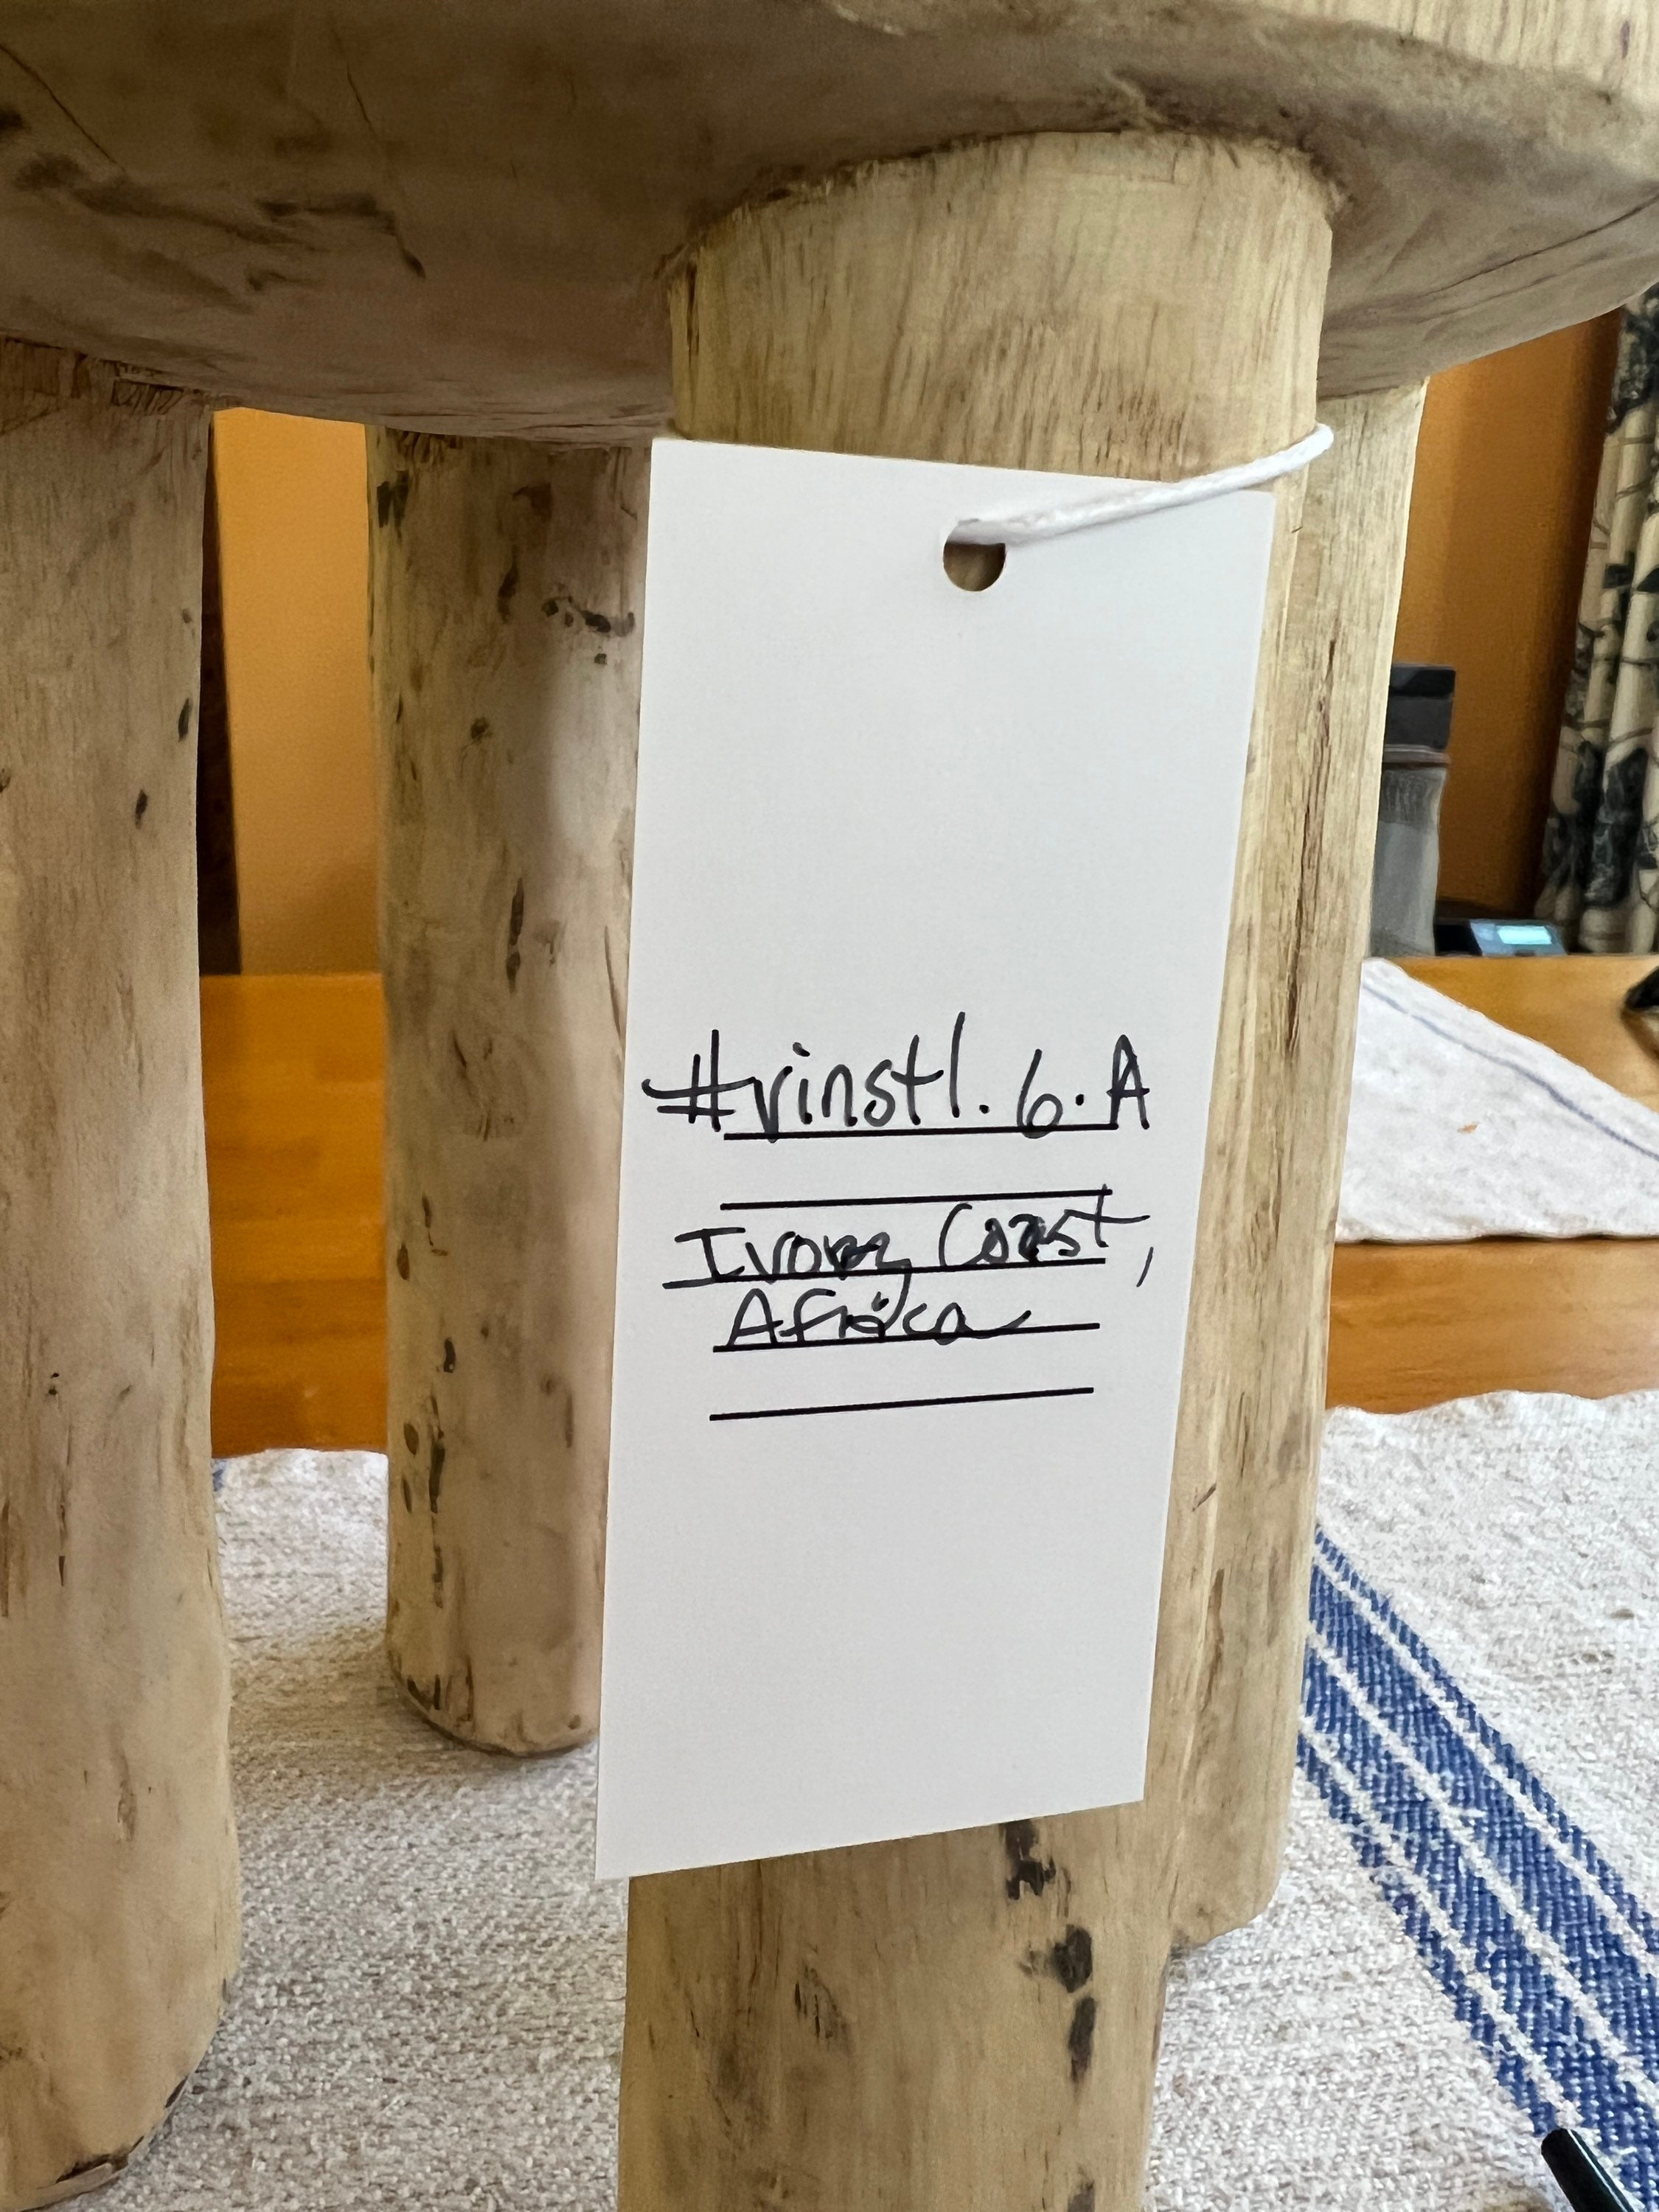 #vinstl. 6. A
Ivory Coast,
Africa